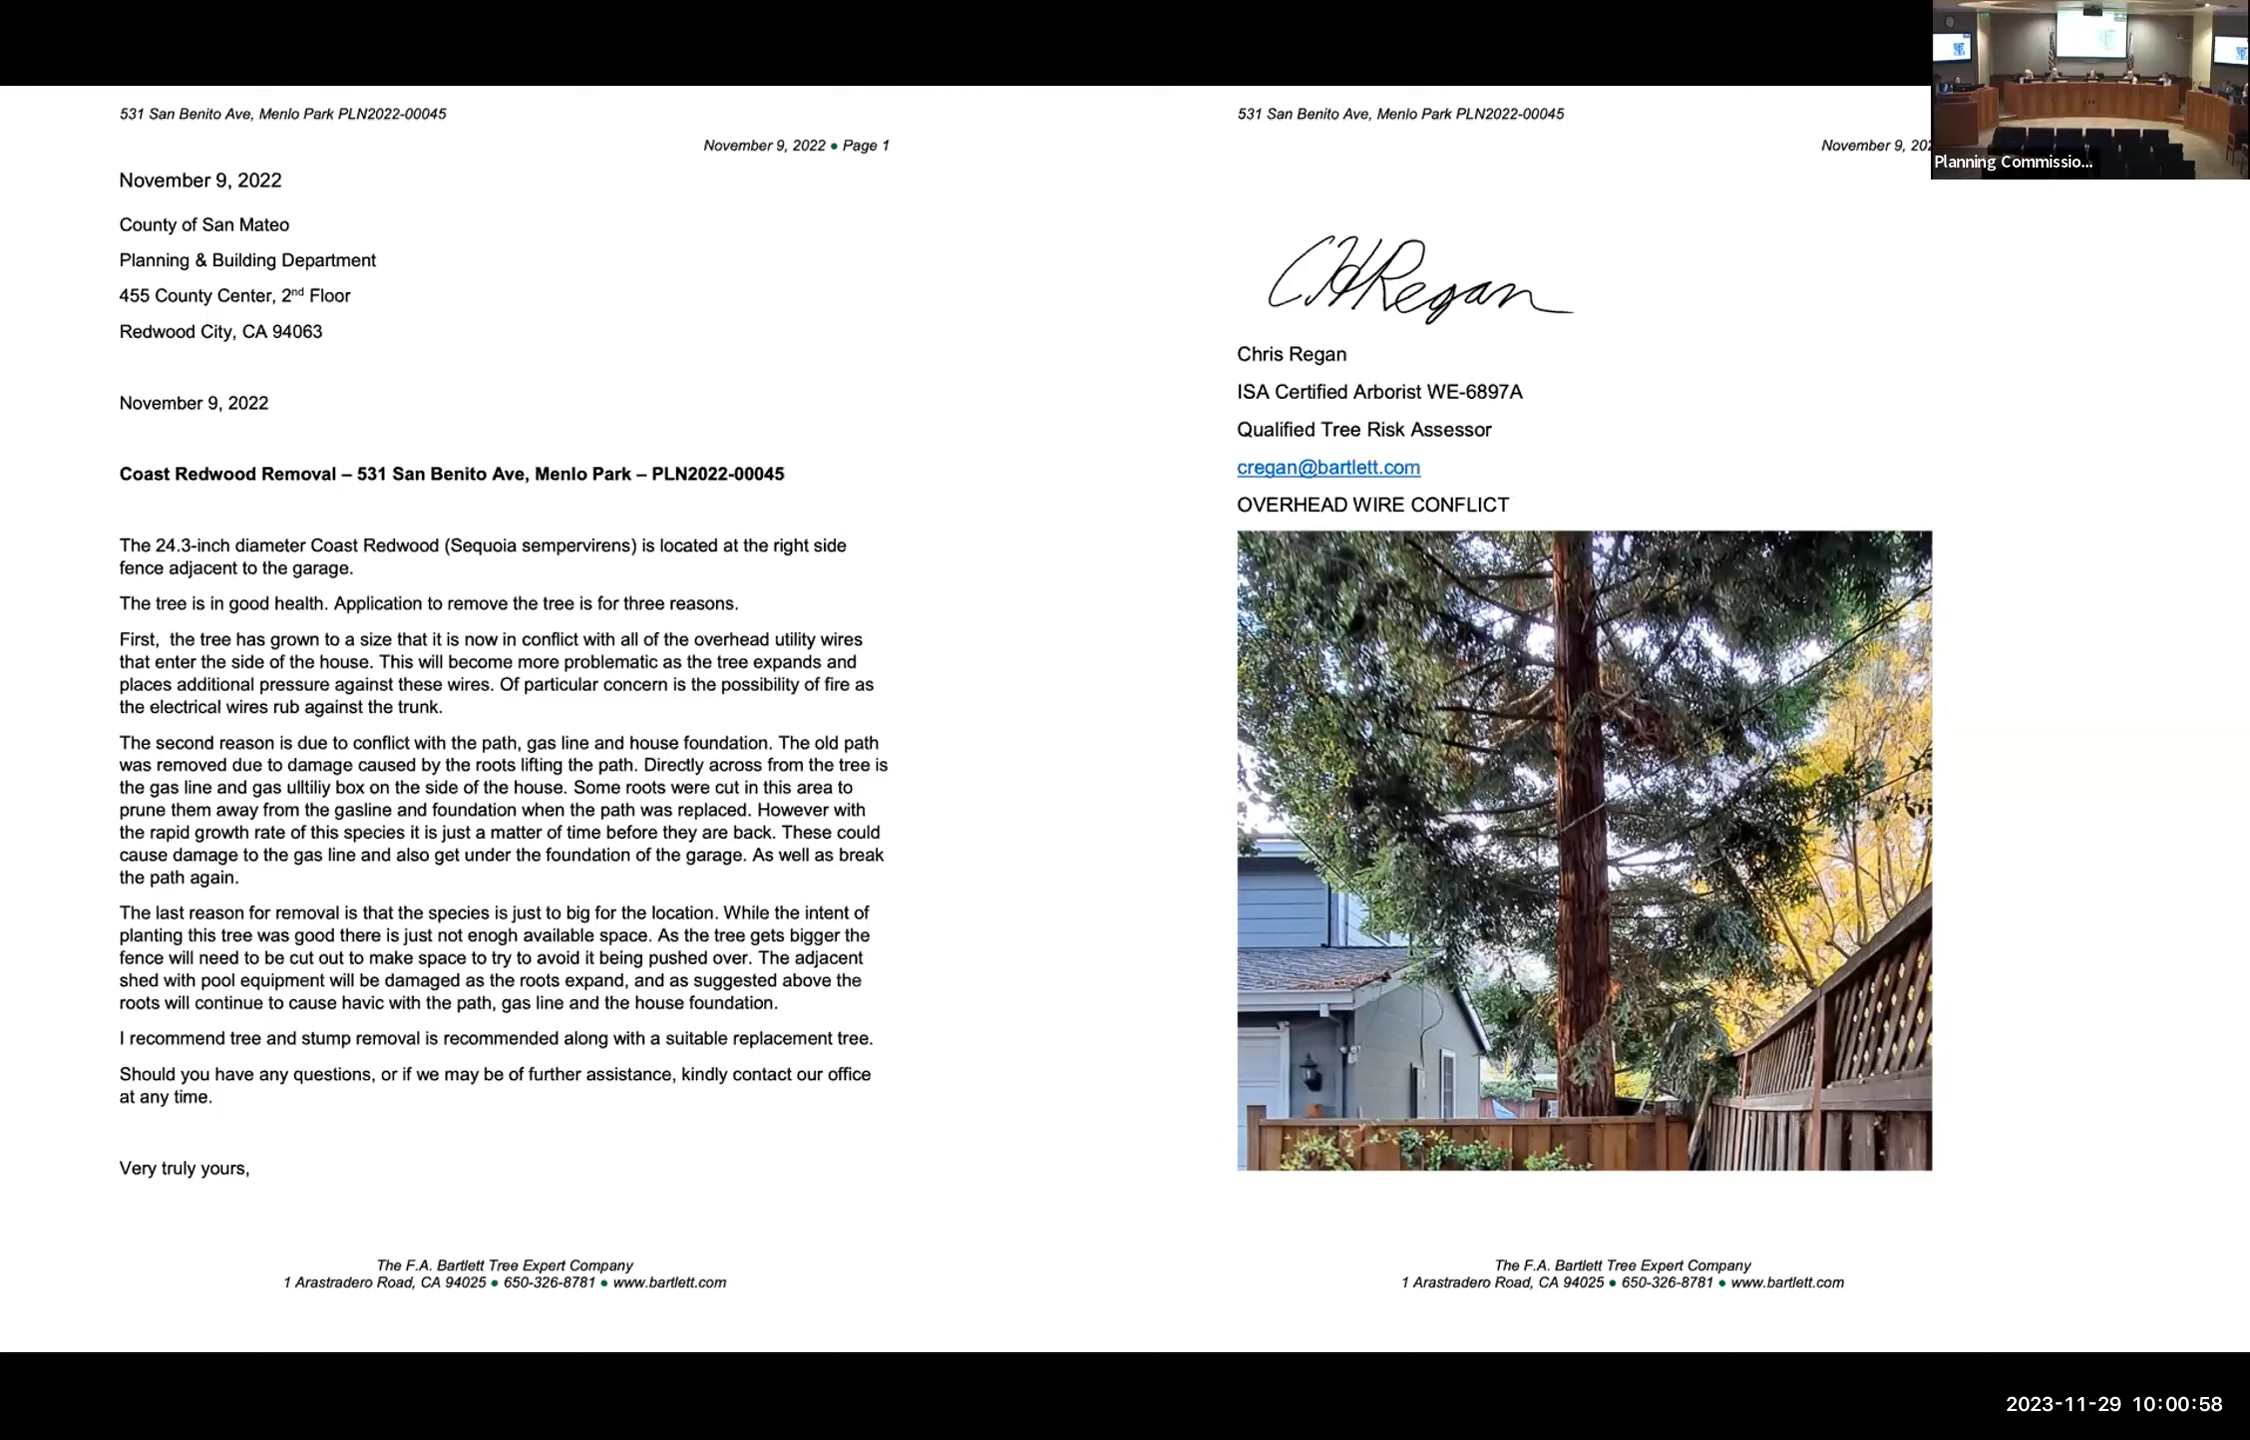 531 San Benito Ave, Menlo Park PLN2022-00045
November 9, 2022 • Page 1
November 9, 2022
County of San Mateo
Planning & Building Department
455 County Center, 2nd Floor
Redwood City, CA 94063
November 9, 2022
Coast Redwood Removal – 531 San Benito Ave, Menlo Park – PLN2022-00045
The 24.3-inch diameter Coast Redwood (Sequoia sempervirens) is located at the right side
fence adjacent to the garage.
The tree is in good health. Application to remove the tree is for three reasons.
First,  the tree has grown to a size that it is now in conflict with all of the overhead utility wires
that enter the side of the house. This will become more problematic as the tree expands and
places additional pressure against these wires. Of particular concern is the possibility of fire as
the electrical wires rub against the trunk.
The second reason is due to conflict with the path, gas line and house foundation. The old path
was removed due to damage caused by the roots lifting the path. Directly across from the tree is
the gas line and gas ulltiliy box on the side of the house. Some roots were cut in this area to
prune them away from the gasline and foundation when the path was replaced. However with
the rapid growth rate of this species it is just a matter of time before they are back. These could
cause damage to the gas line and also get under the foundation of the garage. As well as break
the path again.
The last reason for removal is that the species is just to big for the location. While the intent of
planting this tree was good there is just not enogh available space. As the tree gets bigger the
fence will need to be cut out to make space to try to avoid it being pushed over. The adjacent
shed with pool equipment will be damaged as the roots expand, and as suggested above the
roots will continue to cause havic with the path, gas line and the house foundation.
I recommend tree and stump removal is recommended along with a suitable replacement tree.
Should you have any questions, or if we may be of further assistance, kindly contact our office
at any time.
Very truly yours,
The F.A. Bartlett Tree Expert Company
1 Arastradero Road, CA 94025 • 650-326-8781 • www.bartlett.com
531 San Benito Ave, Menlo Park PLN2022-00045
November 9, 202
CHRegan
Chris Regan
ISA Certified Arborist WE-6897A
Qualified Tree Risk Assessor
cregan@bartlett.com
OVERHEAD WIRE CONFLICT
The F.A. Bartlett Tree Expert Company
1 Arastradero Road, CA 94025 • 650-326-8781 • www.bartlett.com
Planning Commissio...
2023-11-29 10:00:58